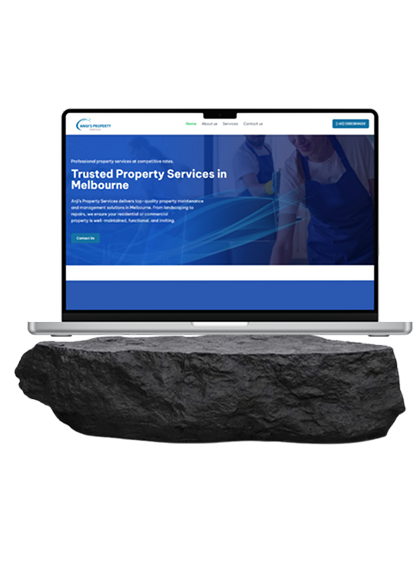 ANJI'S PROPERTY
Home About us Services Contact us
Professional property services at competitive rates.
Trusted Property Services in
Melbourne
Anji's Property Services delivers top-quality property maintenance
and management solutions in Melbourne. From landscaping to
repairs, we ensure your residential or commercial
property is well-maintained, functional, and inviting.
Contact Us